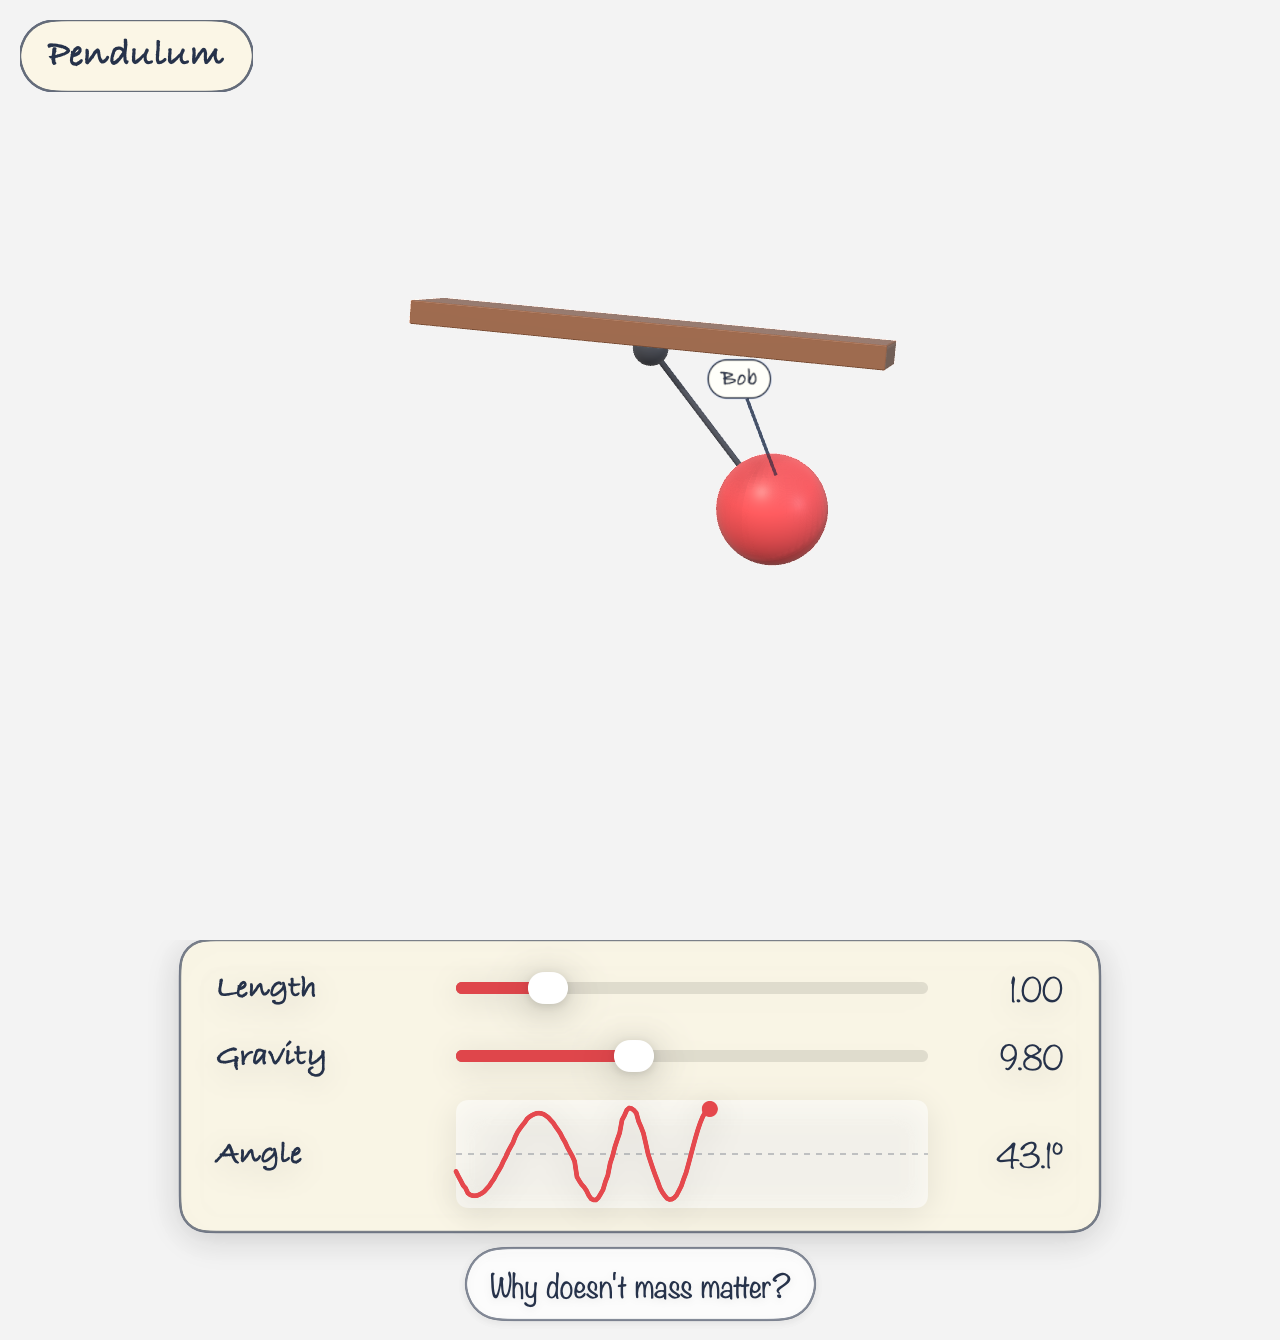 Pendulum
Bob
Length 1.00
Gravity 9.80
Angle 43.1°
Why doesn't mass matter?